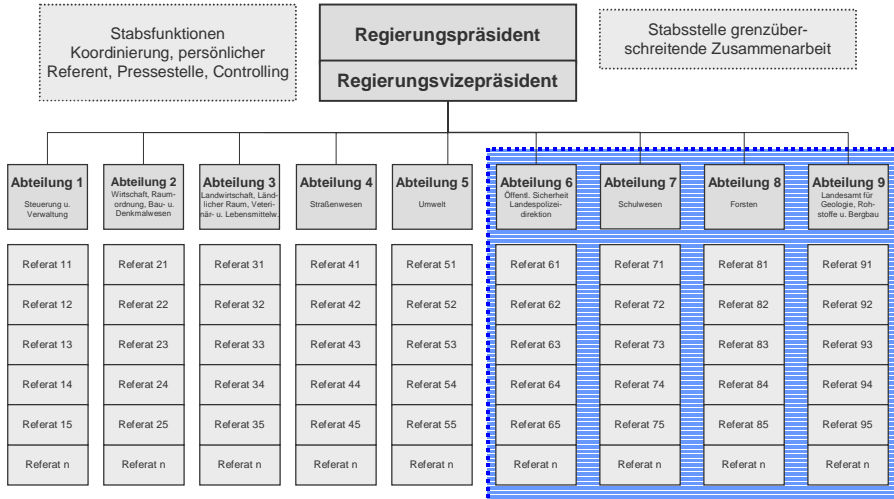 Stabsfunktionen
Koordinierung, persönlicher
Referent, Pressestelle, Controlling
Regierungspräsident
Regierungsvizepräsident
Stabsstelle grenzüber-
schreitende Zusammenarbeit
Abteilung 1
Steuerung u.
Verwaltung
Abteilung 2
Wirtschaft, Raum-
ordnung, Bau- u.
Denkmalwesen
Abteilung 3
Landwirtschaft, Länd-
licher Raum, Veteri-
när- u. Lebensmittelw.
Abteilung 4
Straßenwesen
Abteilung 5
Umwelt
Abteilung 6
Öffentl. Sicherheit
Landespolizei-
direktion
Abteilung 7
Schulwesen
Abteilung 8
Forsten
Abteilung 9
Landesamt für
Geologie, Roh-
stoffe u. Bergbau
Referat 11
Referat 21
Referat 31
Referat 41
Referat 51
Referat 61
Referat 71
Referat 81
Referat 91
Referat 12
Referat 22
Referat 32
Referat 42
Referat 52
Referat 62
Referat 72
Referat 82
Referat 92
Referat 13
Referat 23
Referat 33
Referat 43
Referat 53
Referat 63
Referat 73
Referat 83
Referat 93
Referat 14
Referat 24
Referat 34
Referat 44
Referat 54
Referat 64
Referat 74
Referat 84
Referat 94
Referat 15
Referat 25
Referat 35
Referat 45
Referat 55
Referat 65
Referat 75
Referat 85
Referat 95
Referat n
Referat n
Referat n
Referat n
Referat n
Referat n
Referat n
Referat n
Referat n